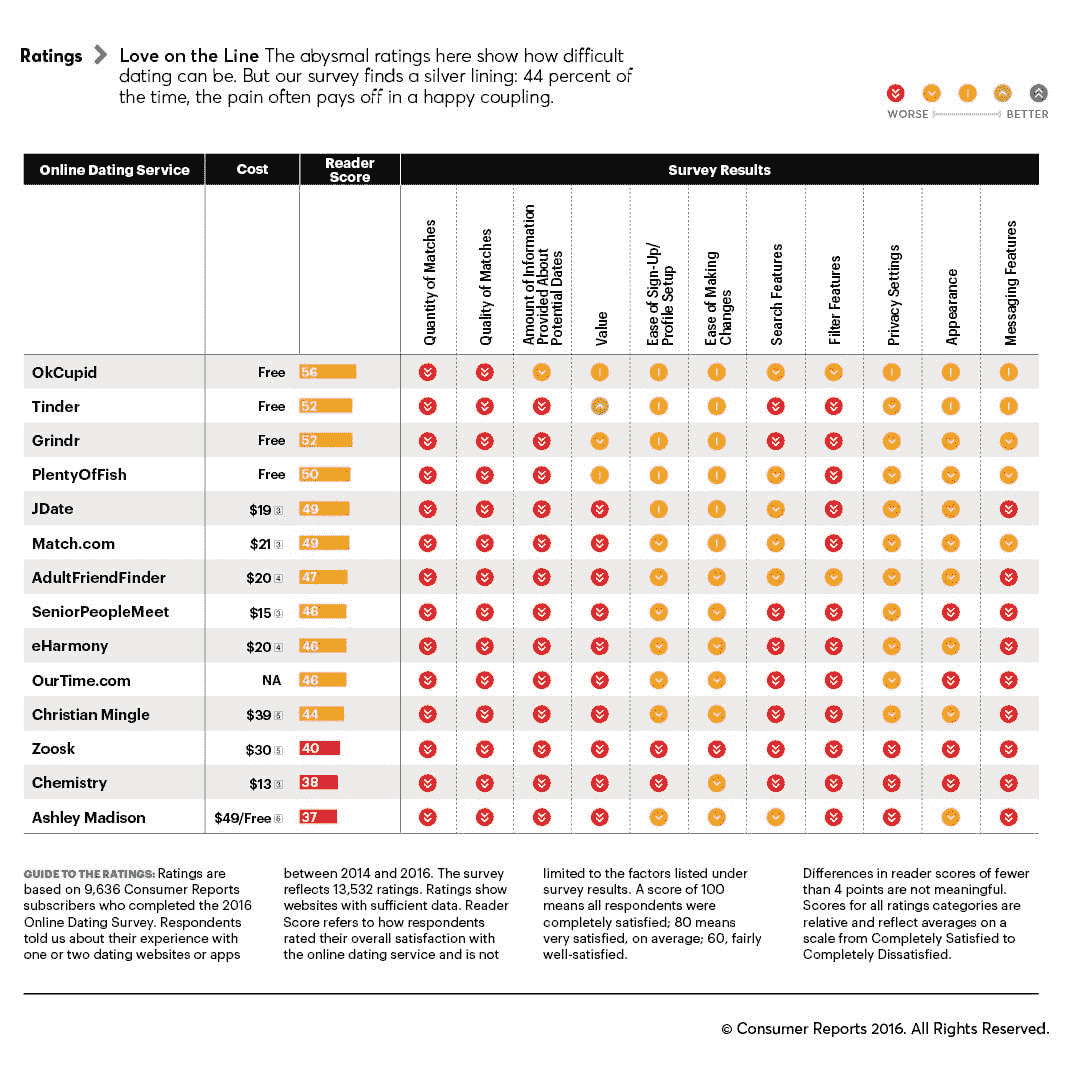 Ratings
Love on the Line The abysmal ratings here show how difficult
dating can be. But our survey finds a silver lining: 44 percent of
the time, the pain often pays off in a happy coupling.
WORSE BETTER
Online Dating Service Cost Reader Score Survey Results
Quantity of Matches
Quality of Matches
Amount of Information
Provided About
Potential Dates
Value
Ease of Sign-Up/
Profile Setup
Ease of Making
Changes
Search Features
Filter Features
Privacy Settings
Appearance
Messaging Features
OkCupid Free 56
Tinder Free 52
Grindr Free 52
PlentyOfFish Free 50
JDate $19 3 49
Match.com $21 3 49
AdultFriendFinder $20 4 47
SeniorPeopleMeet $15 3 46
eHarmony $20 4 46
OurTime.com NA 46
Christian Mingle $39 5 44
Zoosk $30 5 40
Chemistry $13 3 38
Ashley Madison $49/Free 6 37
GUIDE TO THE RATINGS: Ratings are
based on 9,636 Consumer Reports
subscribers who completed the 2016
Online Dating Survey. Respondents
told us about their experience with
one or two dating websites or apps
between 2014 and 2016. The survey
reflects 13,532 ratings. Ratings show
websites with sufficient data. Reader
Score refers to how respondents
rated their overall satisfaction with
the online dating service and is not
limited to the factors listed under
survey results. A score of 100
means all respondents were
completely satisfied; 80 means
very satisfied, on average; 60, fairly
well-satisfied.
Differences in reader scores of fewer
than 4 points are not meaningful.
Scores for all ratings categories are
relative and reflect averages on a
scale from Completely Satisfied to
Completely Dissatisfied.
© Consumer Reports 2016. All Rights Reserved.